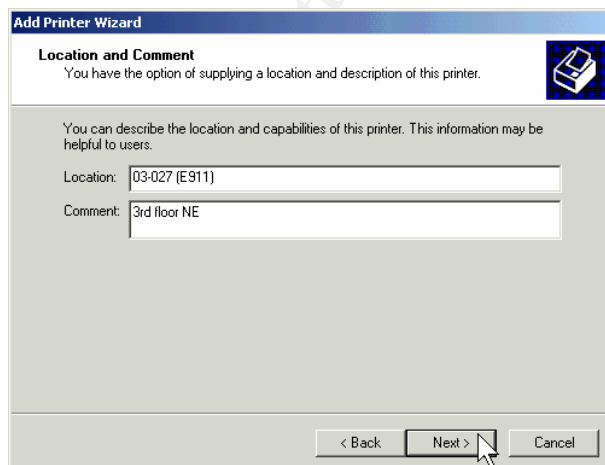 Add Printer Wizard
Location and Comment
You have the option of supplying a location and description of this printer.
You can describe the location and capabilities of this printer. This information may be
helpful to users.
Location: 03-027 (E911)
Comment: 3rd floor NE
< Back Next > Cancel